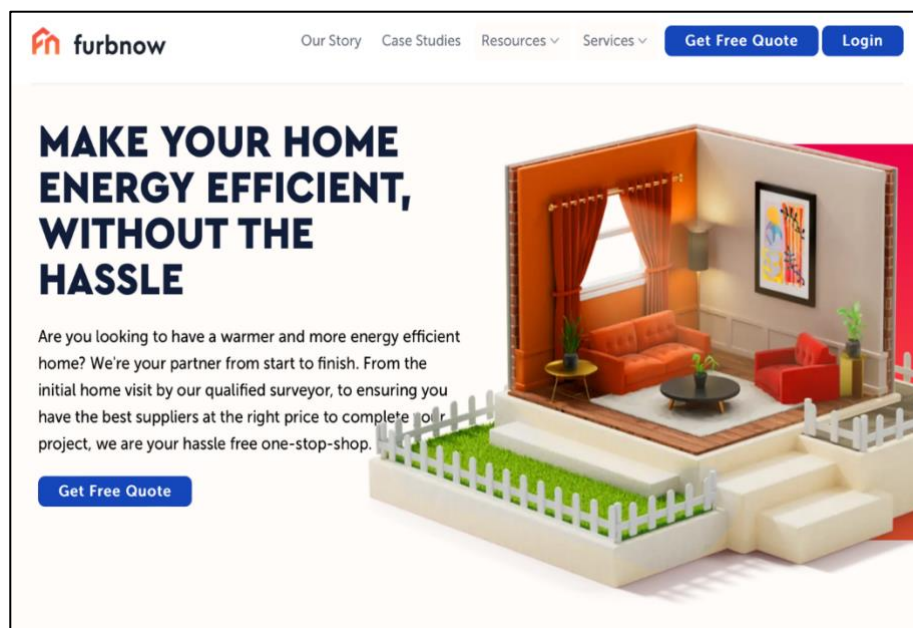 furbnow
Our Story Case Studies Resources Services Get Free Quote Login
MAKE YOUR HOME
ENERGY EFFICIENT,
WITHOUT THE
HASSLE
Are you looking to have a warmer and more energy efficient
home? We're your partner from start to finish. From the
initial home visit by our qualified surveyor, to ensuring you
have the best suppliers at the right price to complete your
project, we are your hassle free one-stop-shop.
Get Free Quote